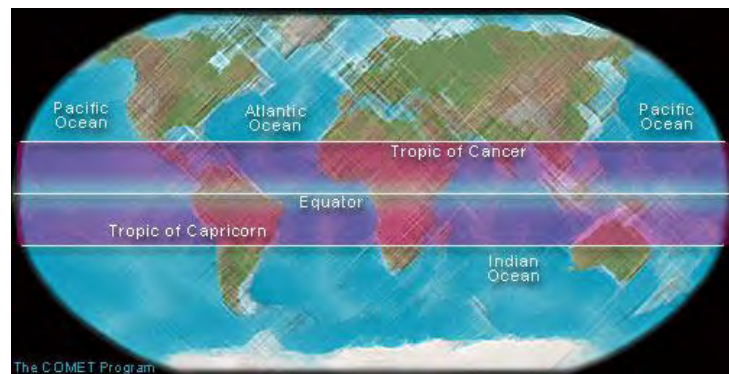 Pacific
Ocean
Atlantic
Ocean
Pacific
Ocean
Tropic of Cancer
Equator
Tropic of Capricorn
Indian
Ocean
The COMET Program